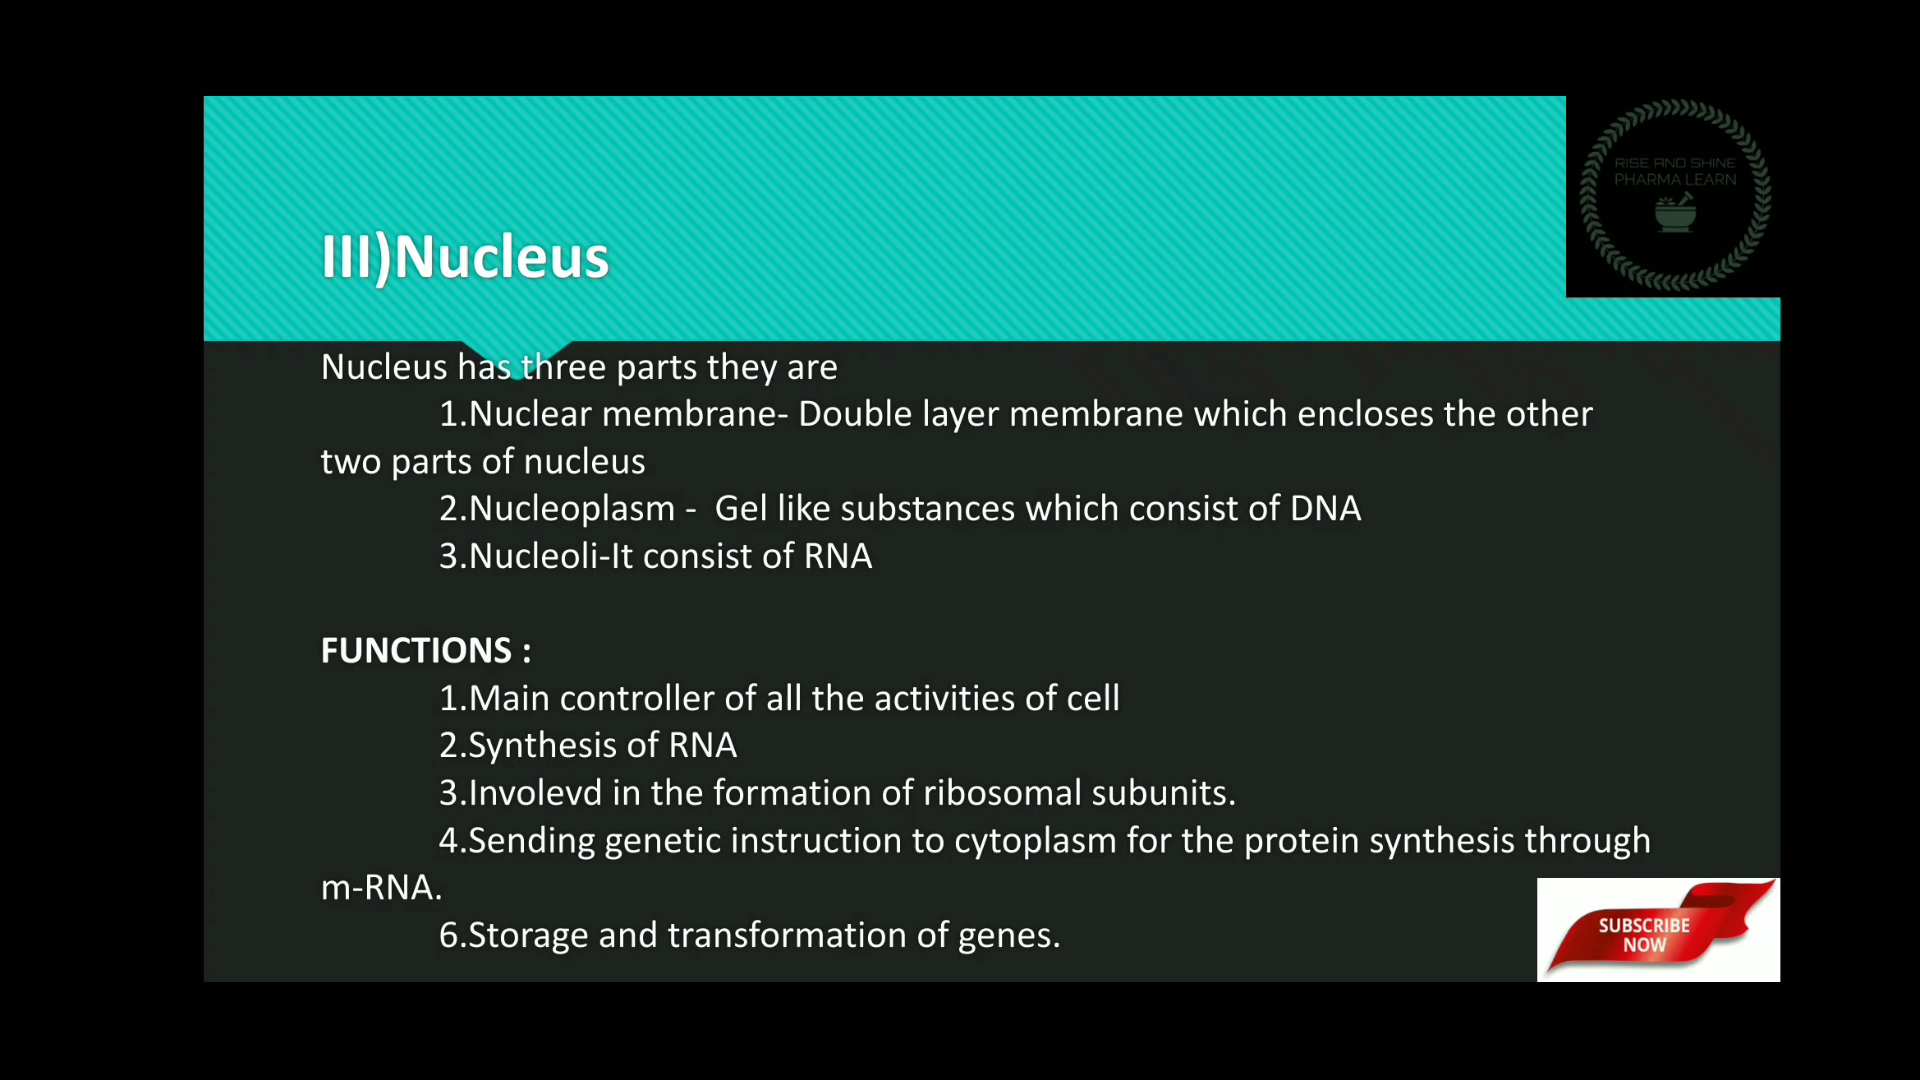 RISE AND SHINE
PHARMA LEARN
III)Nucleus
Nucleus has three parts they are
1.Nuclear membrane- Double layer membrane which encloses the other
two parts of nucleus
2.Nucleoplasm -  Gel like substances which consist of DNA
3.Nucleoli-It consist of RNA
FUNCTIONS :
1.Main controller of all the activities of cell
2.Synthesis of RNA
3.Involevd in the formation of ribosomal subunits.
4.Sending genetic instruction to cytoplasm for the protein synthesis through
m-RNA.
6.Storage and transformation of genes.
SUBSCRIBE
NOW